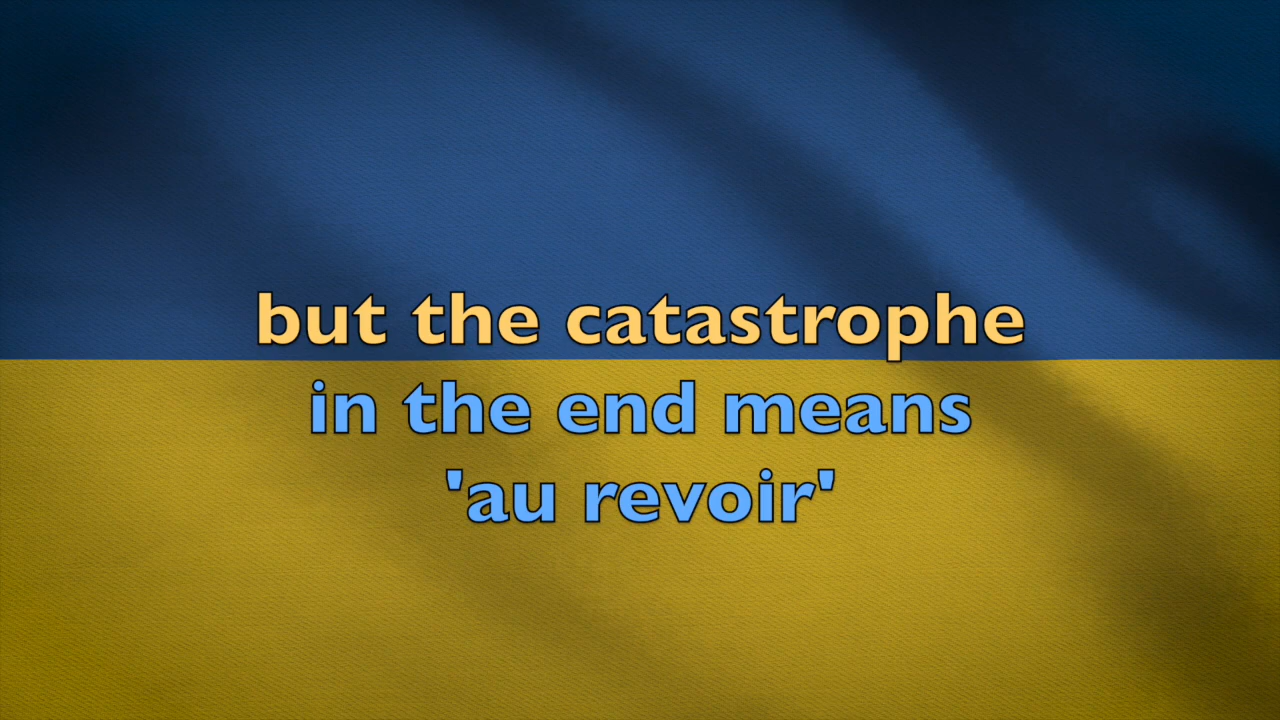 but the catastrophe
in the end means
'au revoir'